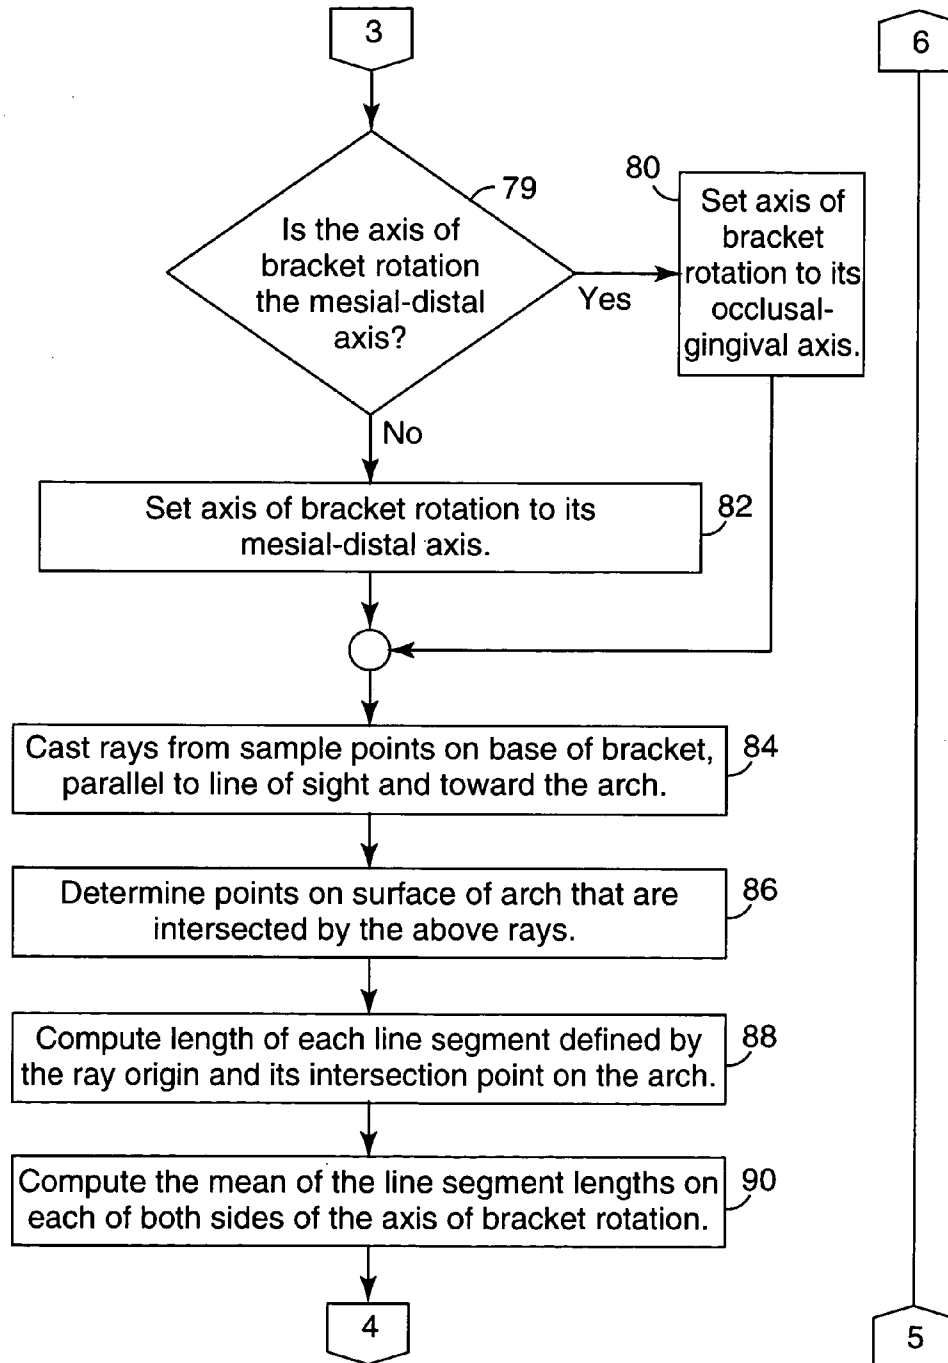 3
6
79
Is the axis of
bracket rotation
the mesial-distal
axis?
Yes
80
Set axis of
bracket
rotation to its
occlusal-
gingival axis.
No
Set axis of bracket rotation to its
mesial-distal axis.
82
Cast rays from sample points on base of bracket,
parallel to line of sight and toward the arch.
84
Determine points on surface of arch that are
intersected by the above rays.
86
Compute length of each line segment defined by
the ray origin and its intersection point on the arch.
88
Compute the mean of the line segment lengths on
each of both sides of the axis of bracket rotation.
90
4
5